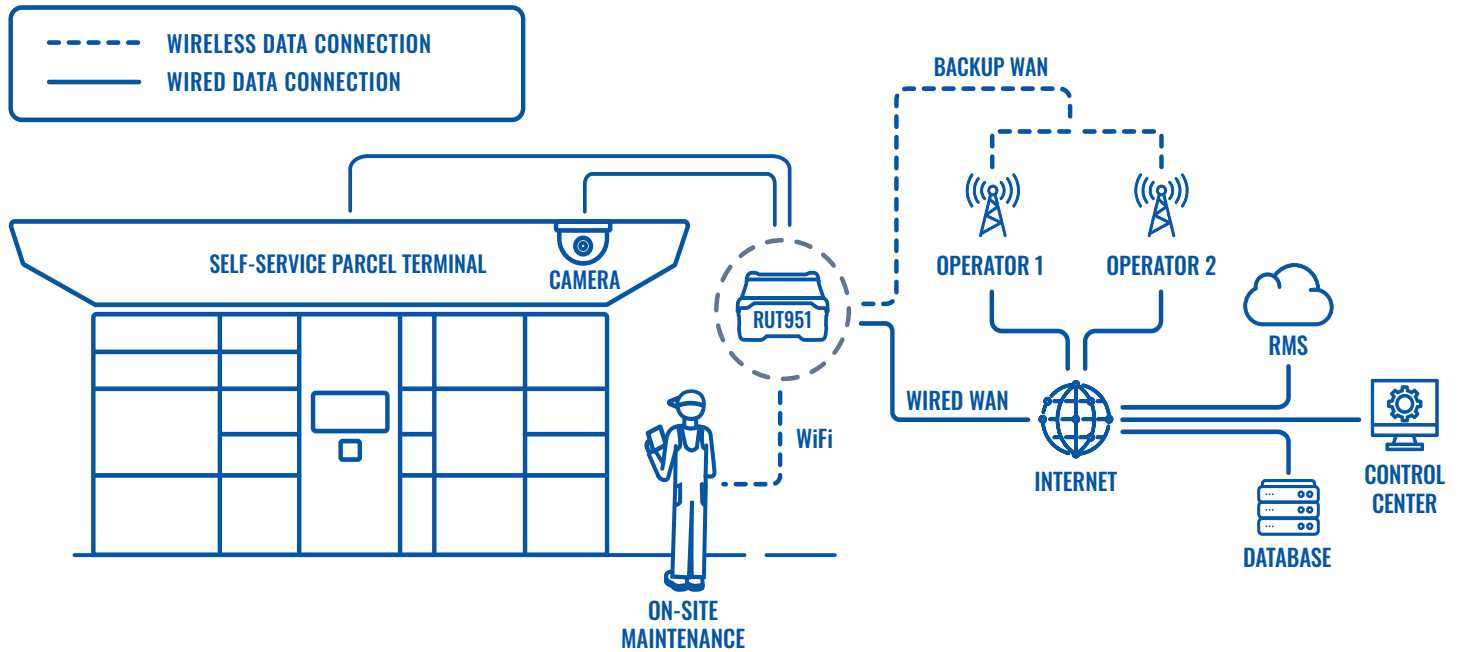 WIRELESS DATA CONNECTION
WIRED DATA CONNECTION
BACKUP WAN
SELF-SERVICE PARCEL TERMINAL
CAMERA
RUT951
OPERATOR 1
OPERATOR 2
RMS
WIRED WAN
WiFi
INTERNET
CONTROL
CENTER
DATABASE
ON-SITE
MAINTENANCE